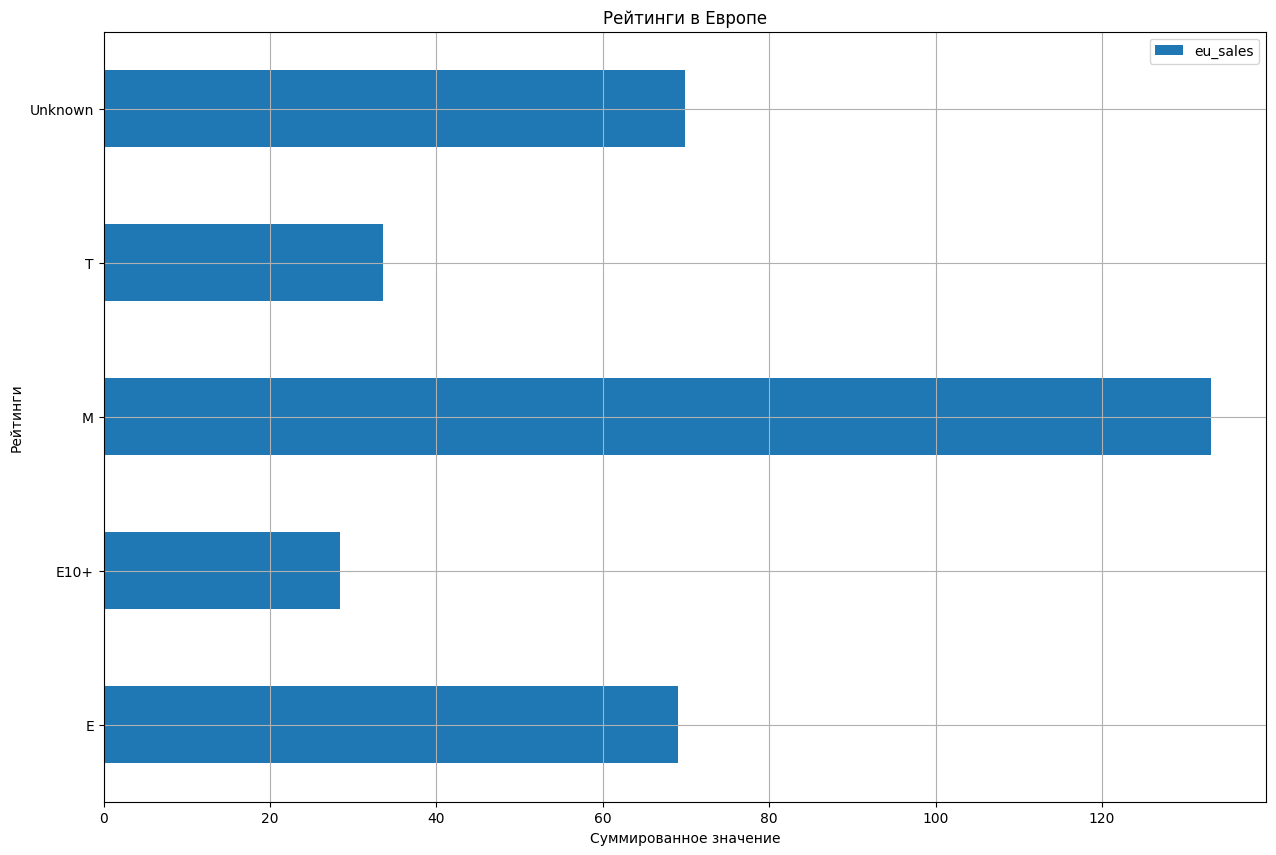 Рейтинги в Европе
eu_sales
Unknown
T
M
E10+
E
Рейтинги
0 20 40 60 80 100 120
Суммированное значение